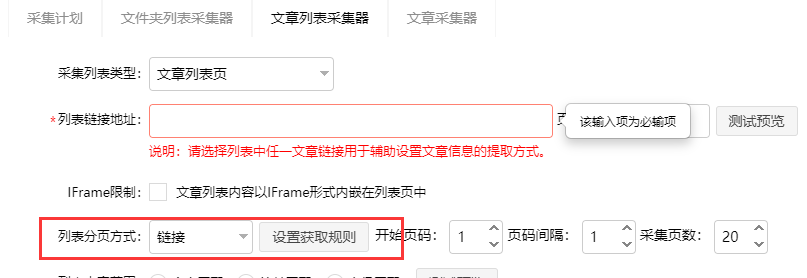 采集计划 文件夹列表采集器 文章列表采集器 文章采集器
采集列表类型： 文章列表页
*列表链接地址： 该输入项为必输项 测试预览
说明：请选择列表中任一文章链接用于辅助设置文章信息的提取方式。
IFrame限制： 文章列表内容以IFrame形式内嵌在列表页中
列表分页方式： 链接 设置获取规则 开始页码： 1 页码间隔： 1 采集页数： 20